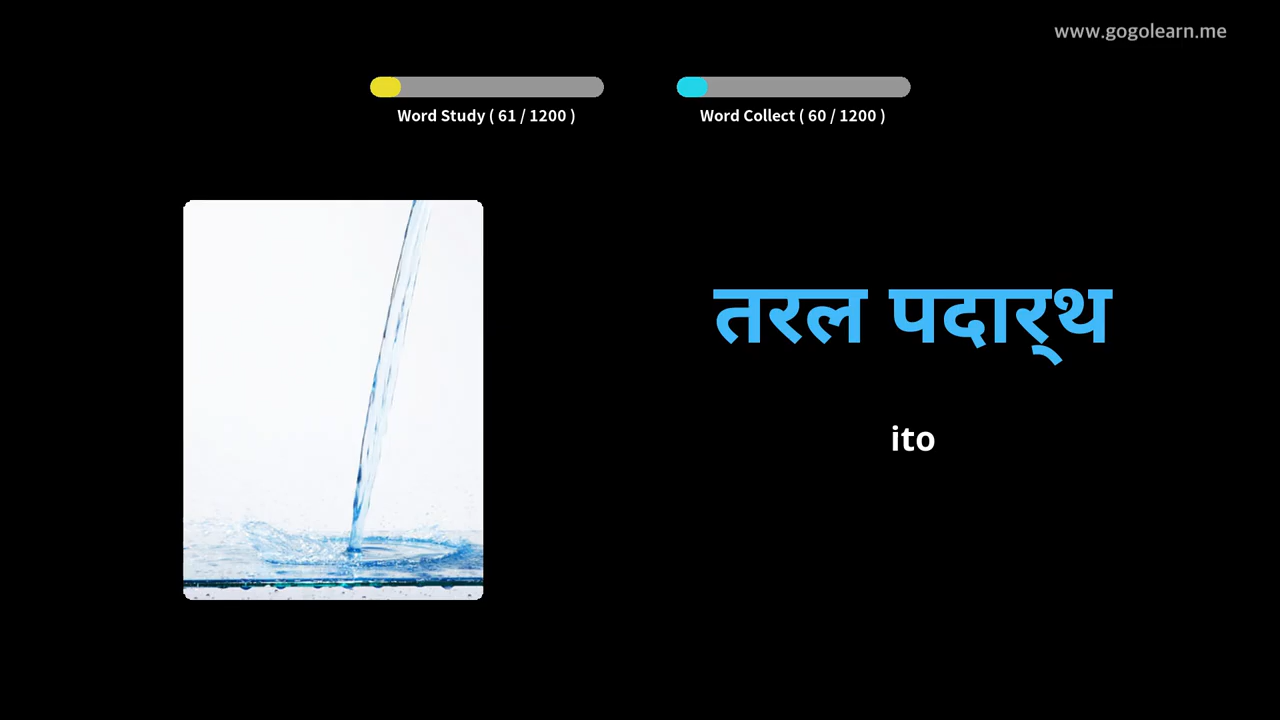 www.gogolearn.me
Word Study ( 61 / 1200 )
Word Collect ( 60 / 1200 )
तरल पदार्‌थ
ito